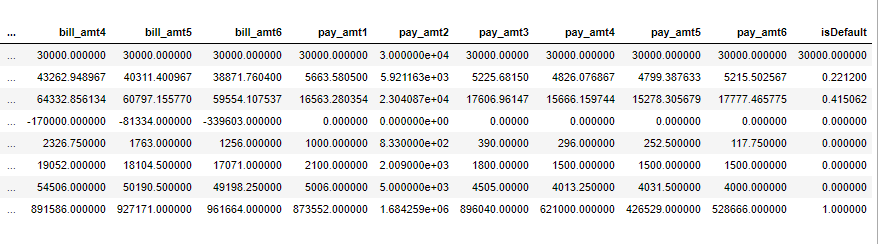 ... bill_amt4 bill_amt5 bill_amt6 pay_amt1 pay_amt2 pay_amt3 pay_amt4 pay_amt5 pay_amt6 isDefault
... 30000.000000 30000.000000 30000.000000 30000.000000 3.000000e+04 30000.00000 30000.000000 30000.000000 30000.000000 30000.000000
... 43262.948967 40311.400967 38871.760400 5663.580500 5.921163e+03 5225.68150 4826.076867 4799.387633 5215.502567 0.221200
... 64332.856134 60797.155770 59554.107537 16563.280354 2.304087e+04 17606.96147 15666.159744 15278.305679 17777.465775 0.415062
... -170000.000000 -81334.000000 -339603.000000 0.000000 0.000000e+00 0.00000 0.000000 0.000000 0.000000 0.000000
... 2326.750000 1763.000000 1256.000000 1000.000000 8.330000e+02 390.00000 296.000000 252.500000 117.750000 0.000000
... 19052.000000 18104.500000 17071.000000 2100.000000 2.009000e+03 1800.00000 1500.000000 1500.000000 1500.000000 0.000000
... 54506.000000 50190.500000 49198.250000 5006.000000 5.000000e+03 4505.00000 4013.250000 4031.500000 4000.000000 0.000000
... 891586.000000 927171.000000 961664.000000 873552.000000 1.684259e+06 896040.00000 621000.000000 426529.000000 528666.000000 1.000000